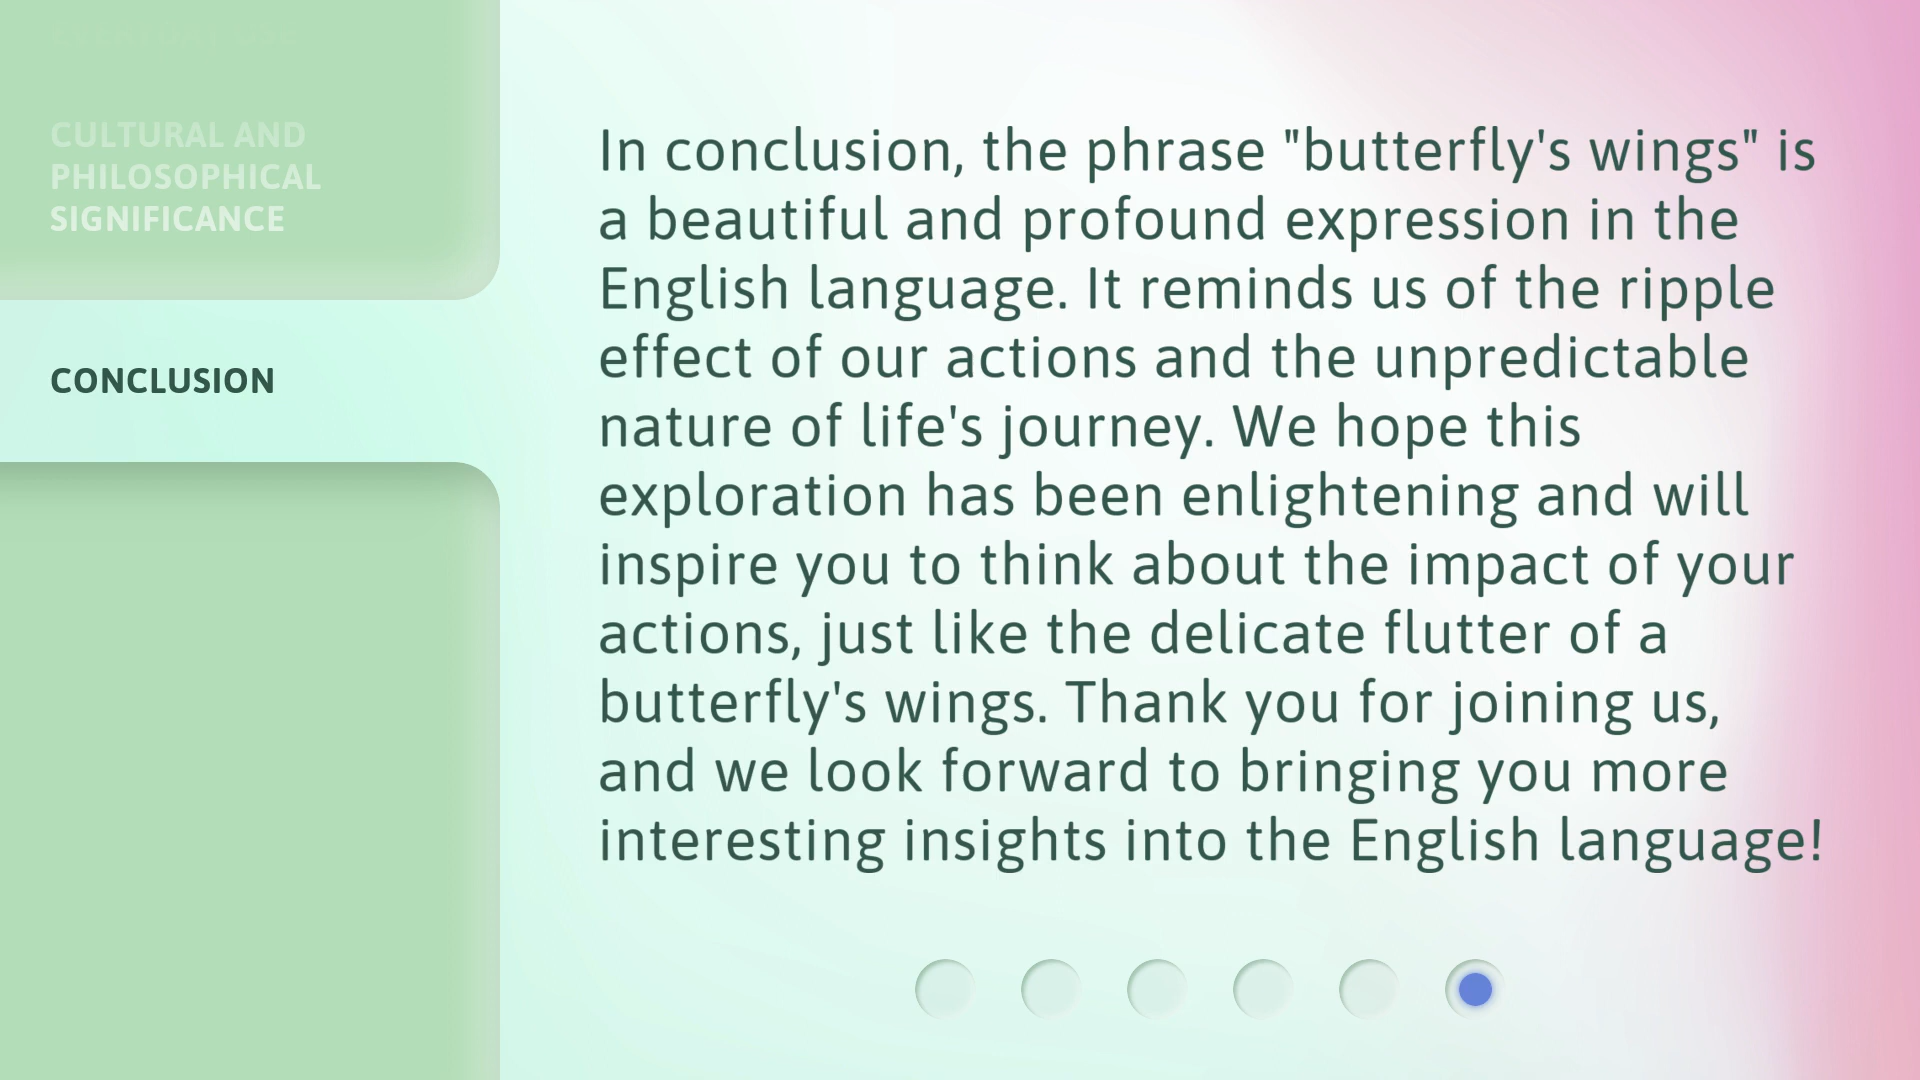 EVERYDAY USE
CULTURAL AND
PHILOSOPHICAL
SIGNIFICANCE
CONCLUSION
In conclusion, the phrase "butterfly's wings" is
a beautiful and profound expression in the
English language. It reminds us of the ripple
effect of our actions and the unpredictable
nature of life's journey. We hope this
exploration has been enlightening and will
inspire you to think about the impact of your
actions, just like the delicate flutter of a
butterfly's wings. Thank you for joining us,
and we look forward to bringing you more
interesting insights into the English language!